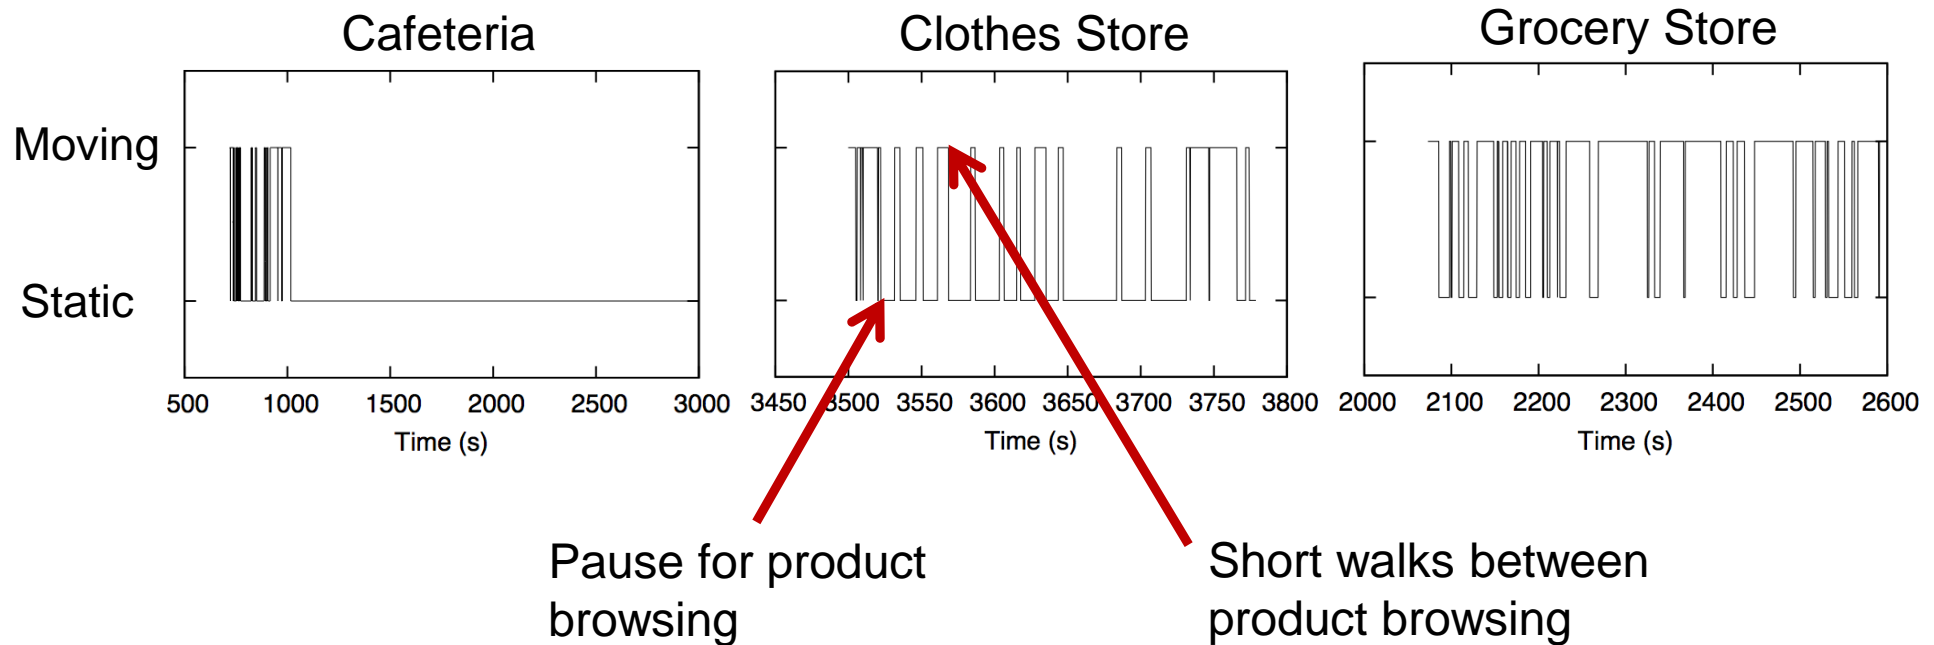 Cafeteria
Clothes Store
Grocery Store
Moving
Static
500 1000 1500 2000 2500 3000
Time (s)
3450 3500 3550 3600 3650 3700 3750 3800
Time (s)
2000 2100 2200 2300 2400 2500 2600
Time (s)
Pause for product
browsing
Short walks between
product browsing